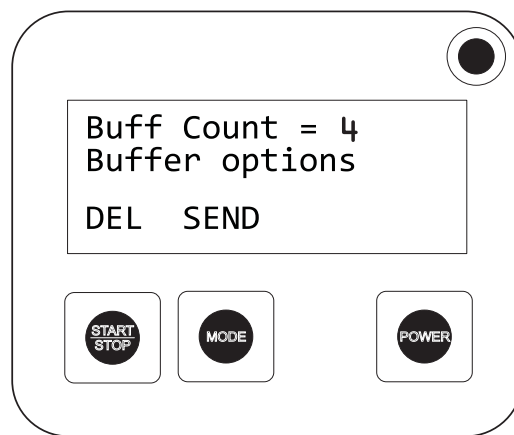 Buff Count = 4
Buffer options
DEL SEND
START
STOP
MODE
POWER